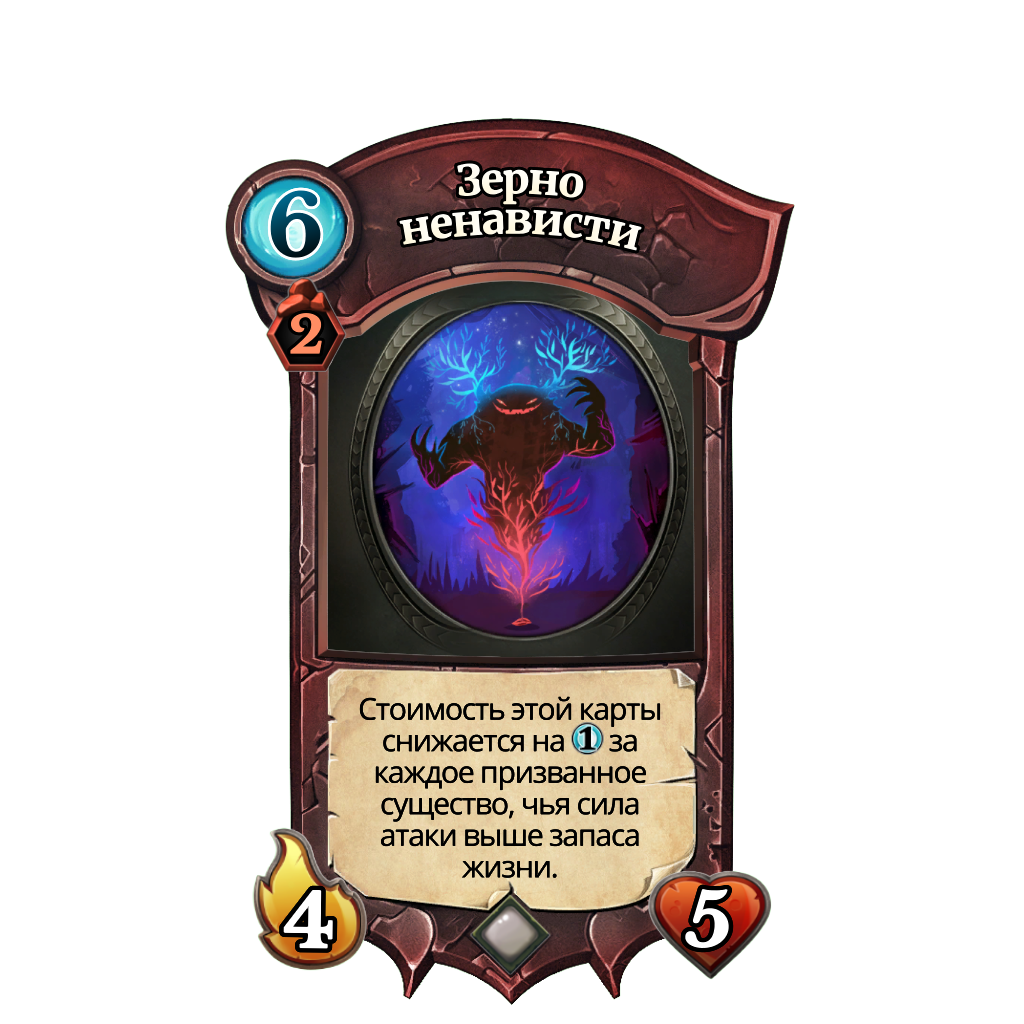 Зерно
ненависти
6
2
Стоимость этой карты
снижается на 1 за
каждое призванное
существо, чья сила
атаки выше запаса
жизни.
4
5